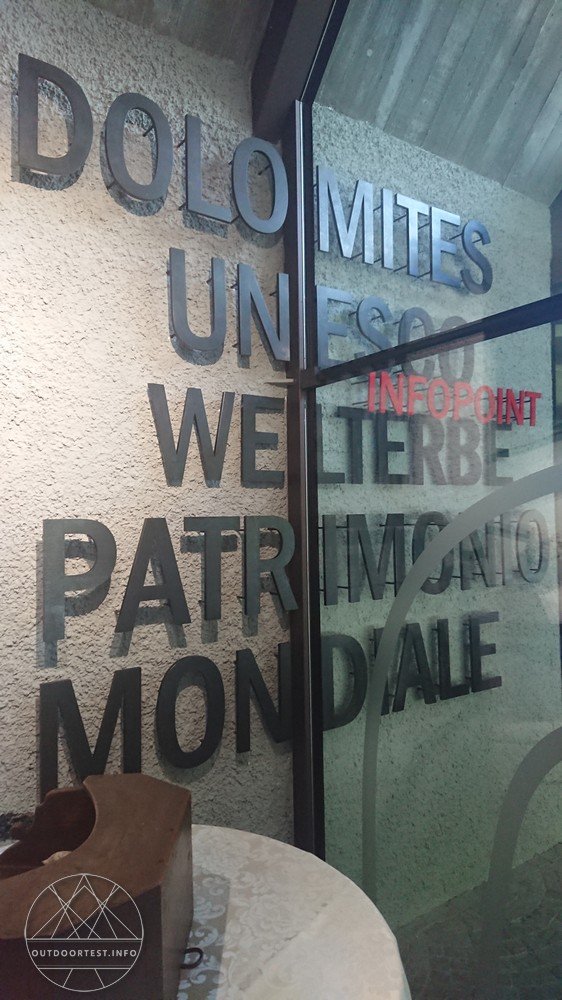 DOLOMITES
UNESCO
INFOPOINT
WELTERBE
PATRIMONIO
MONDIALE
OUTDOORTEST.INFO